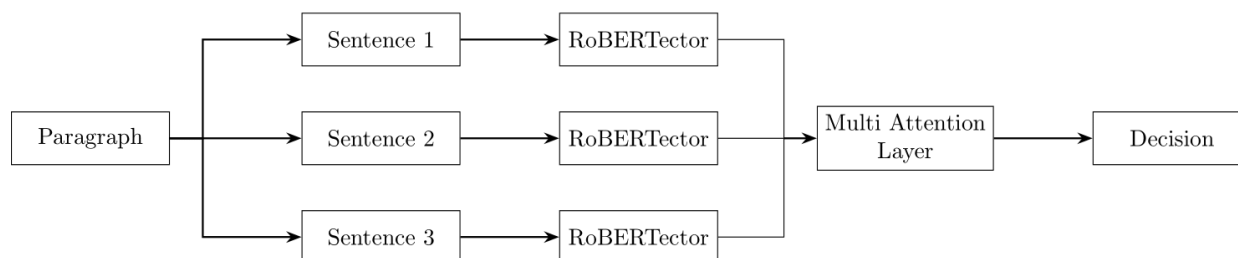 Sentence 1
RoBERTector
Paragraph
Sentence 2
RoBERTector
Multi Attention
Layer
Decision
Sentence 3
RoBERTector